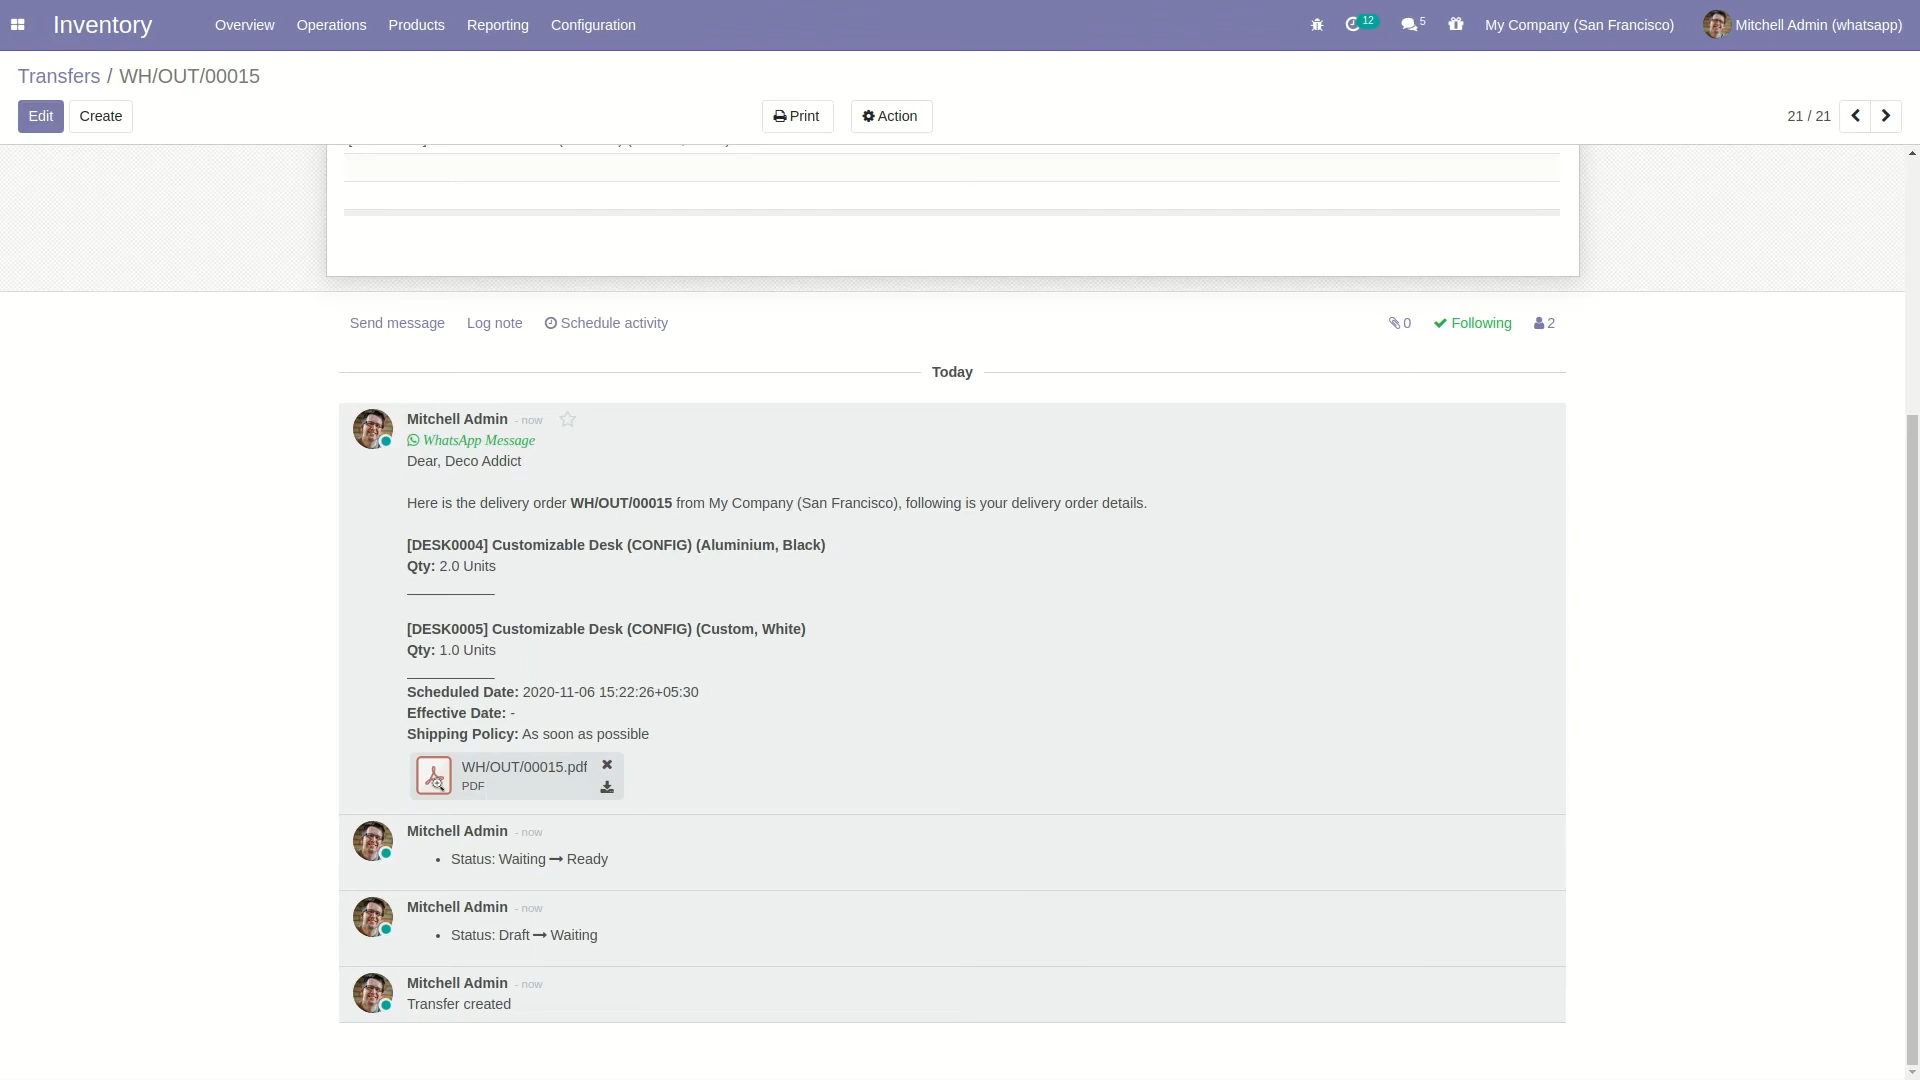 Inventory Overview Operations Products Reporting Configuration 12 5 My Company (San Francisco) Mitchell Admin (whatsapp)
Transfers / WH/OUT/00015
Edit Create Print Action 21 / 21
Send message Log note Schedule activity 0 Following 2
Today
Mitchell Admin - now
WhatsApp Message
Dear, Deco Addict
Here is the delivery order WH/OUT/00015 from My Company (San Francisco), following is your delivery order details.
[DESK0004] Customizable Desk (CONFIG) (Aluminium, Black)
Qty: 2.0 Units
___________
[DESK0005] Customizable Desk (CONFIG) (Custom, White)
Qty: 1.0 Units
___________
Scheduled Date: 2020-11-06 15:22:26+05:30
Effective Date: -
Shipping Policy: As soon as possible
WH/OUT/00015.pdf
PDF
Mitchell Admin - now
• Status: Waiting → Ready
Mitchell Admin - now
• Status: Draft → Waiting
Mitchell Admin - now
Transfer created